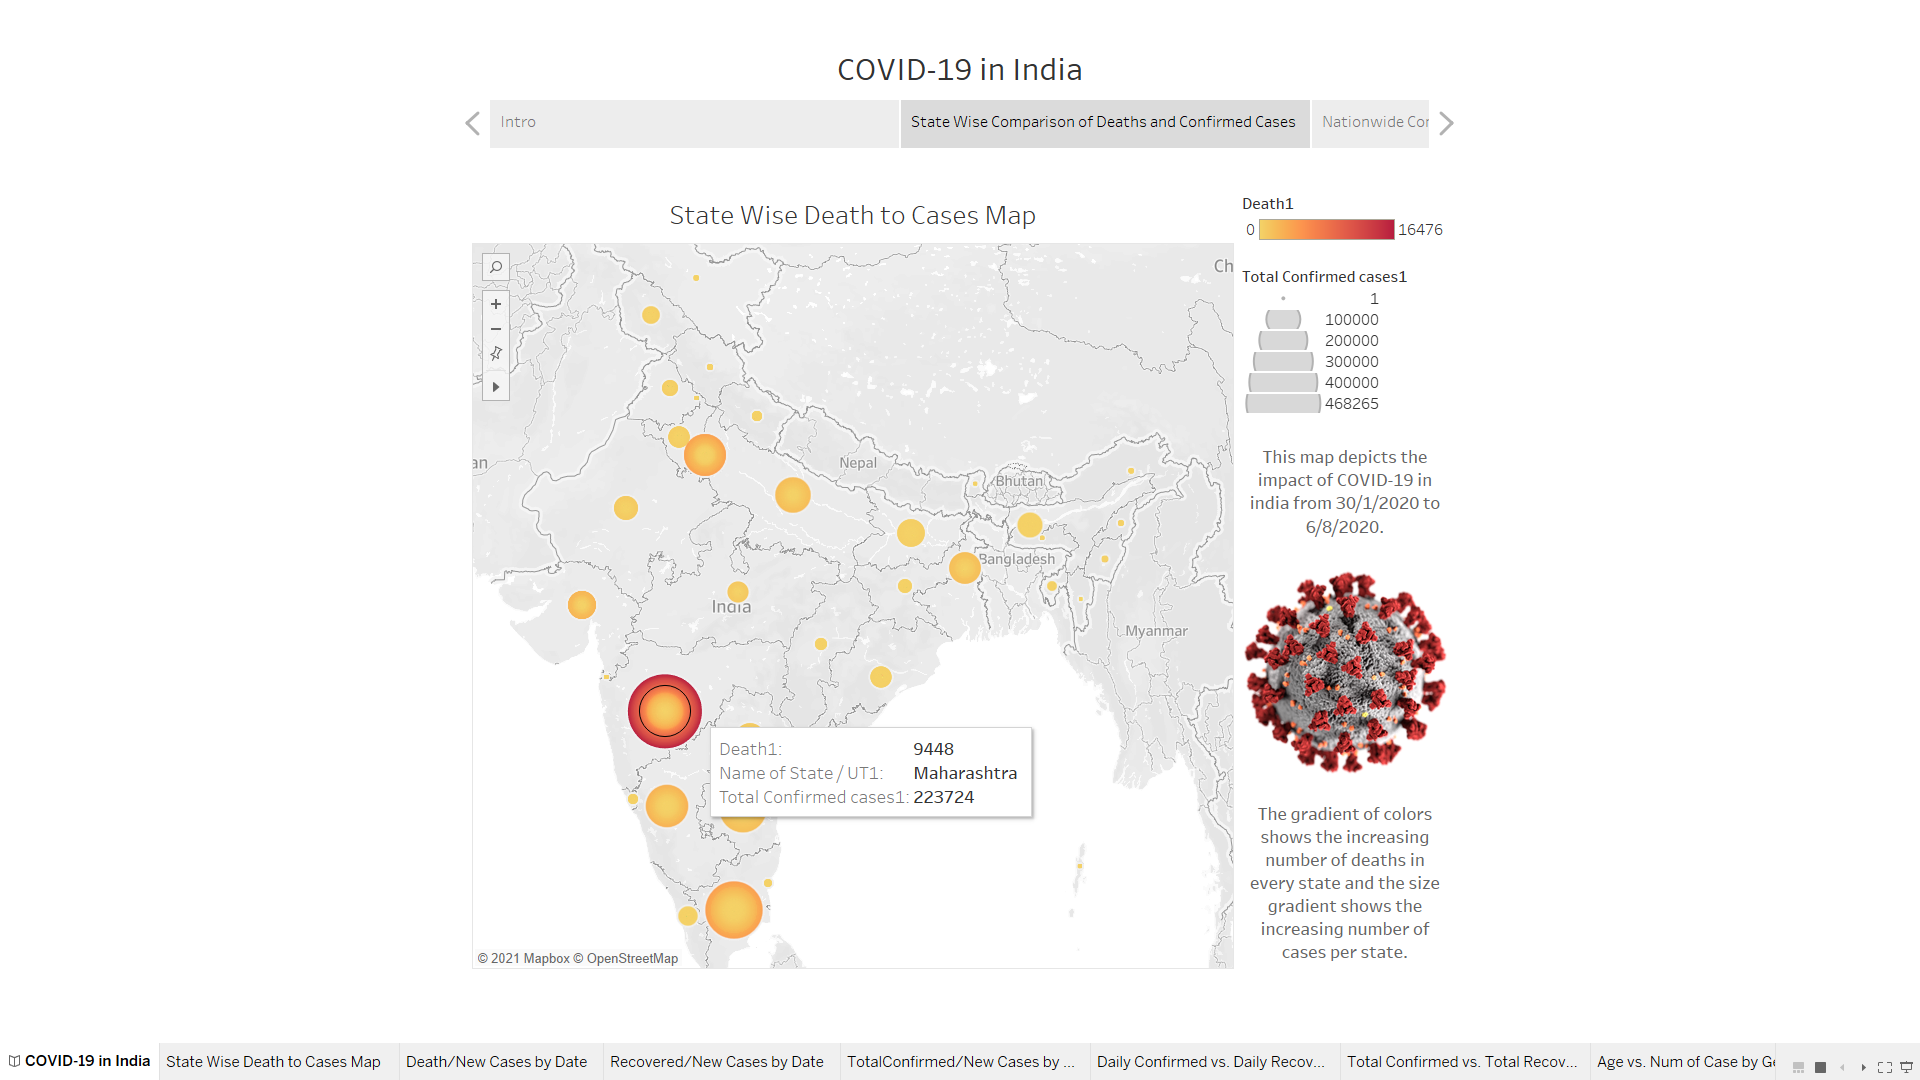 COVID-19 in India
Intro
State Wise Comparison of Deaths and Confirmed Cases
Nationwide Cor
State Wise Death to Cases Map
Death1
0
16476
Total Confirmed cases1
1
100000
200000
300000
400000
468265
Ch
an
Nepal
Bhutan
Bangladesh
India
Myanmar
Death1: 9448
Name of State / UT1: Maharashtra
Total Confirmed cases1: 223724
© 2021 Mapbox © OpenStreetMap
This map depicts the
impact of COVID-19 in
india from 30/1/2020 to
6/8/2020.
The gradient of colors
shows the increasing
number of deaths in
every state and the size
gradient shows the
increasing number of
cases per state.
COVID-19 in India
State Wise Death to Cases Map
Death/New Cases by Date
Recovered/New Cases by Date
TotalConfirmed/New Cases by ...
Daily Confirmed vs. Daily Recov...
Total Confirmed vs. Total Recov...
Age vs. Num of Case by Ge